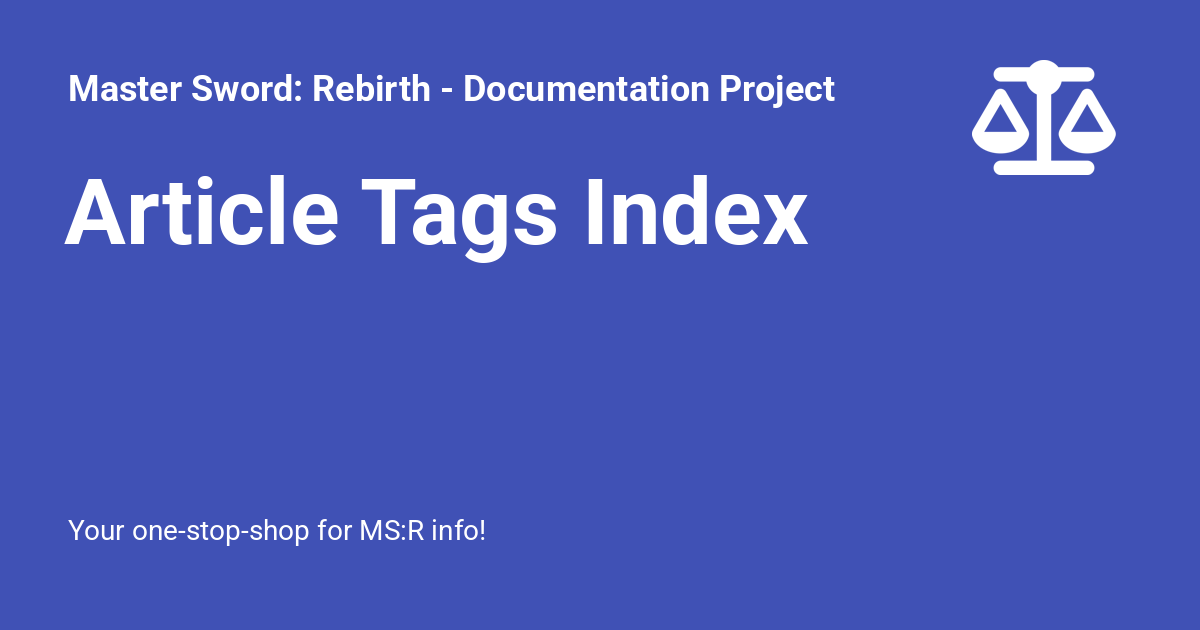 Master Sword: Rebirth - Documentation Project
Article Tags Index
Your one-stop-shop for MS:R info!